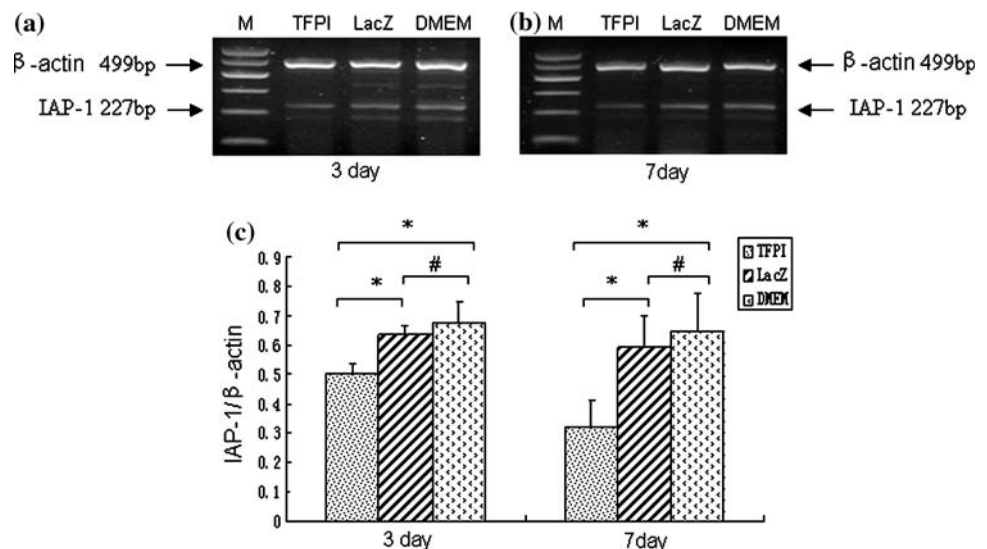 (a) M TFPI LacZ DMEM
β-actin 499bp
IAP-1 227bp
3 day
(b) M TFPI LacZ DMEM
β-actin 499bp
IAP-1 227bp
7day
(c)
* * # * * #
TFPI
LacZ
DMEM
IAP-1/β-actin
0.9
0.8
0.7
0.6
0.5
0.4
0.3
0.2
0.1
0
3 day 7day